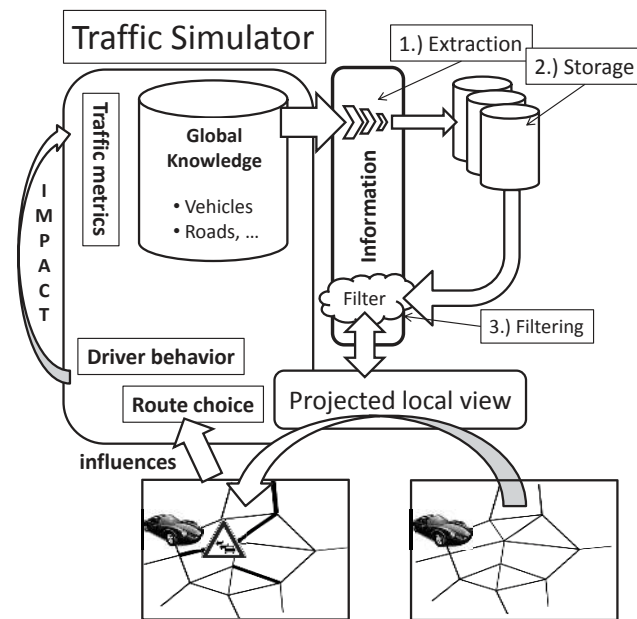 Traffic Simulator
1.) Extraction
2.) Storage
Traffic metrics
Global
Knowledge
• Vehicles
• Roads, ...
Information
IMPACT
Filter
3.) Filtering
Driver behavior
Route choice
Projected local view
influences